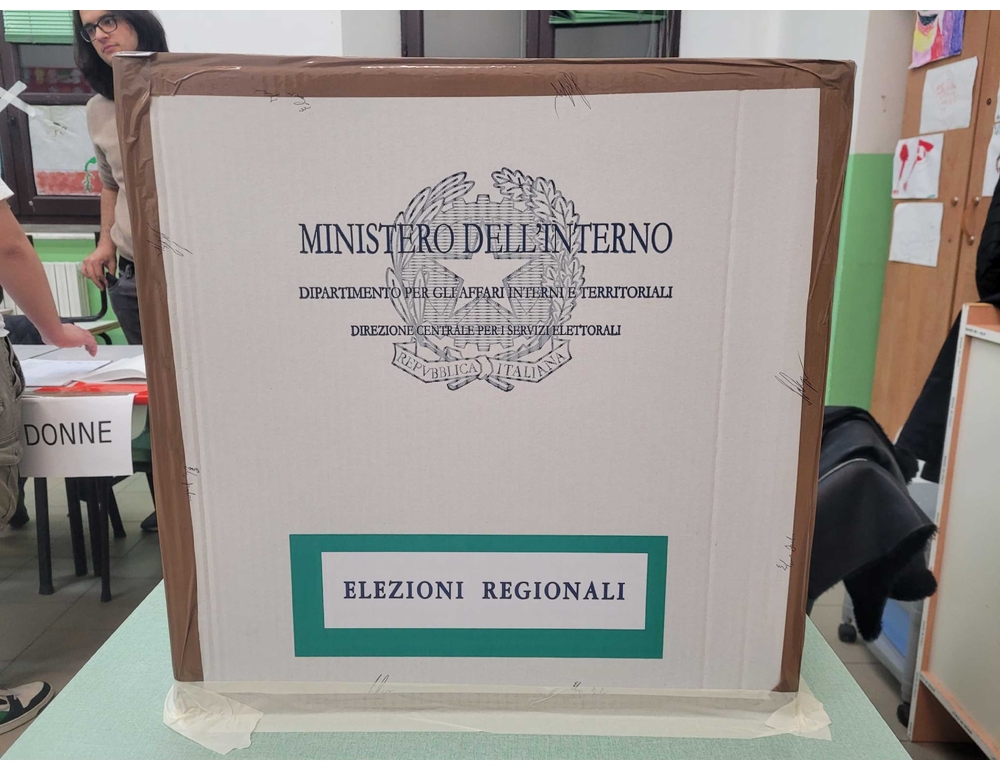 MINISTERO DELL'INTERNO
DIPARTIMENTO PER GLI AFFARI INTERNI E TERRITORIALI
DIREZIONE CENTRALE PER I SERVIZI ELETTORALI
REPVBBLICA ITALIANA
DONNE
ELEZIONI REGIONALI